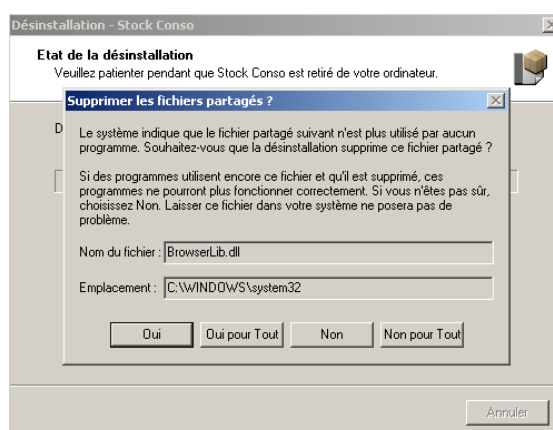 Désinstallation - Stock Conso
Etat de la désinstallation
Veuillez patienter pendant que Stock Conso est retiré de votre ordinateur.
Supprimer les fichiers partagés ?
D
Le système indique que le fichier partagé suivant n'est plus utilisé par aucun
programme. Souhaitez-vous que la désinstallation supprime ce fichier partagé ?
Si des programmes utilisent encore ce fichier et qu'il est supprimé, ces
programmes ne pourront plus fonctionner correctement. Si vous n'êtes pas sûr,
choisissez Non. Laisser ce fichier dans votre système ne posera pas de
problème.
Nom du fichier : BrowserLib.dll
Emplacement : C:\WINDOWS\system32
Oui Oui pour Tout Non Non pour Tout
Annuler